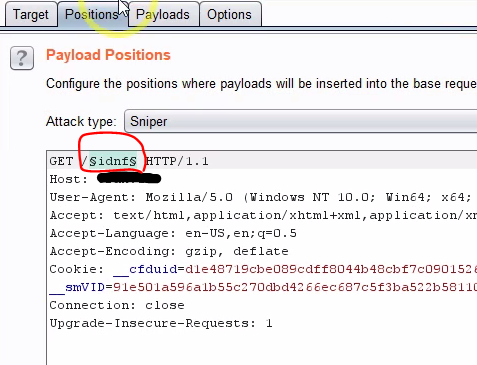 Target Positions Payloads Options
? Payload Positions
Configure the positions where payloads will be inserted into the base reque
Attack type: Sniper
GET /§idnf§ HTTP/1.1
Host:
User-Agent: Mozilla/5.0 (Windows NT 10.0; Win64; x64;
Accept: text/html,application/xhtml+xml,application/xm
Accept-Language: en-US,en;q=0.5
Accept-Encoding: gzip, deflate
Cookie: __cfduid=d1e48719cbe089cdff8044b48cbf7c0901526
__smVID=91e501a596a1b55c270dbd4266ec687c5f3ba522b58110
Connection: close
Upgrade-Insecure-Requests: 1